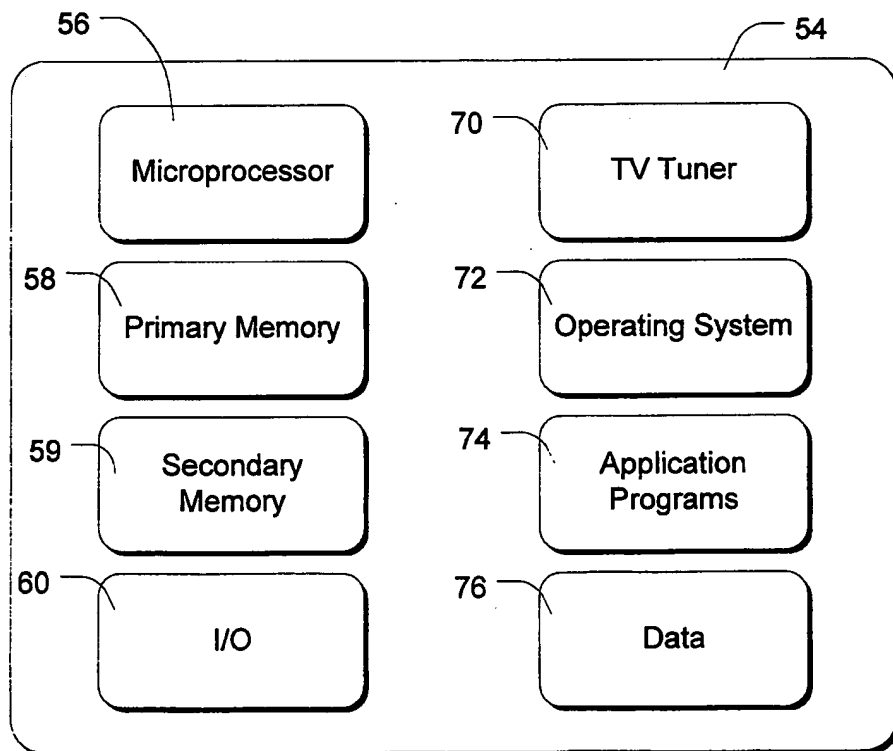 56
54
Microprocessor
70
TV Tuner
58
Primary Memory
72
Operating System
59
Secondary
Memory
74
Application
Programs
60
I/O
76
Data